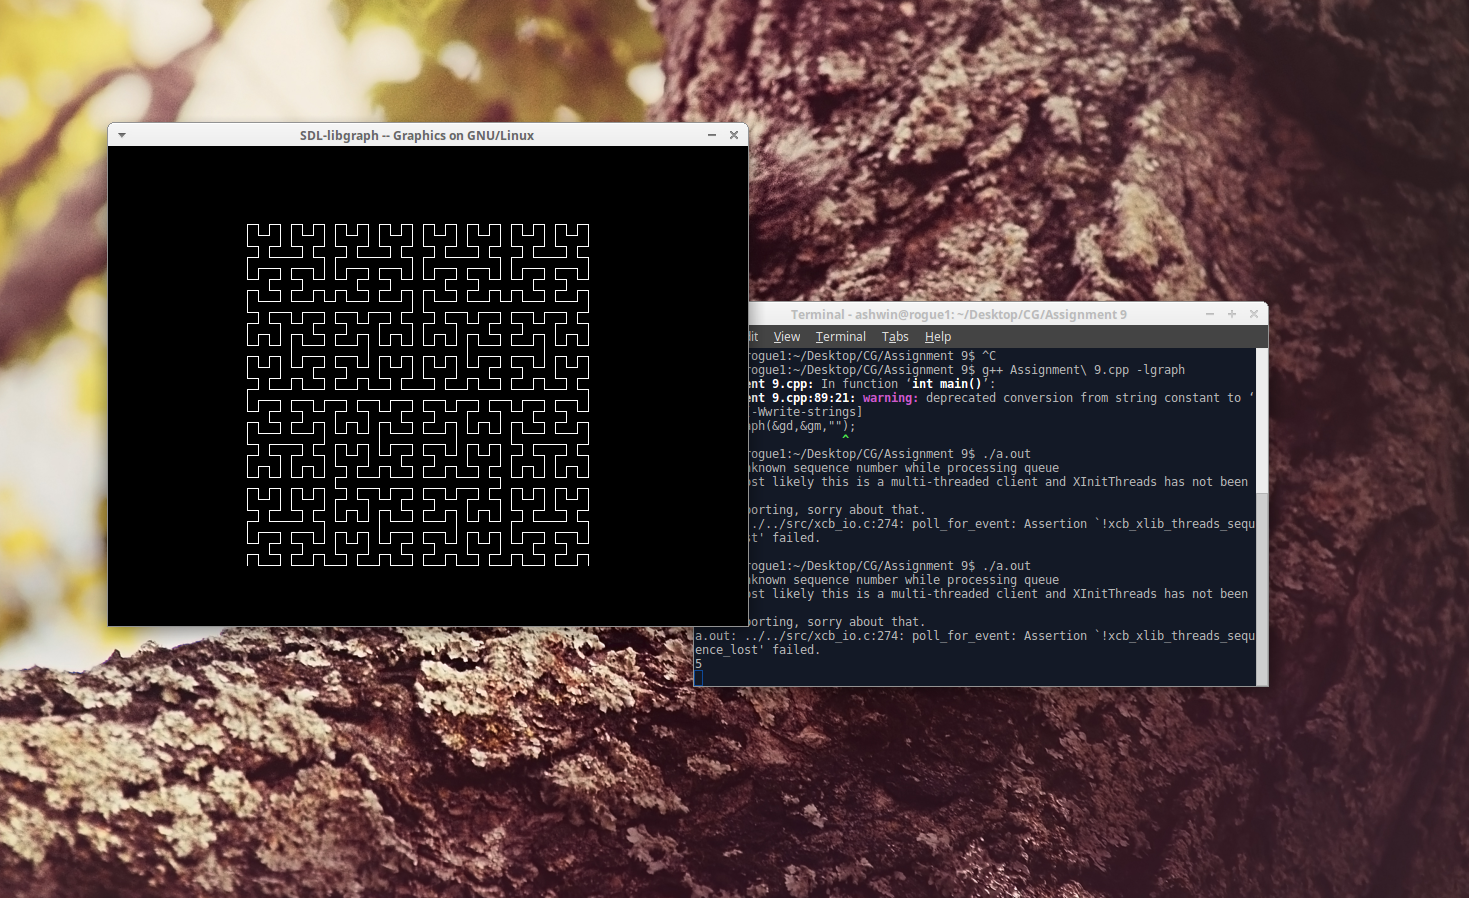 SDL-libgraph -- Graphics on GNU/Linux
Terminal - ashwin@rogue1: ~/Desktop/CG/Assignment 9
View Terminal Tabs Help
rogue1:~/Desktop/CG/Assignment 9$ ^C
rogue1:~/Desktop/CG/Assignment 9$ g++ Assignment\ 9.cpp -lgraph
ent 9.cpp: In function ‘int main()’:
ent 9.cpp:89:21: warning: deprecated conversion from string constant to ‘
-Wwrite-strings]
ph(&gd,&gm,"");
^
rogue1:~/Desktop/CG/Assignment 9$ ./a.out
known sequence number while processing queue
ost likely this is a multi-threaded client and XInitThreads has not been
orting, sorry about that.
../../src/xcb_io.c:274: poll_for_event: Assertion `!xcb_xlib_threads_sequ
st' failed.
rogue1:~/Desktop/CG/Assignment 9$ ./a.out
known sequence number while processing queue
ost likely this is a multi-threaded client and XInitThreads has not been
orting, sorry about that.
a.out: ../../src/xcb_io.c:274: poll_for_event: Assertion `!xcb_xlib_threads_sequ
ence_lost' failed.
5